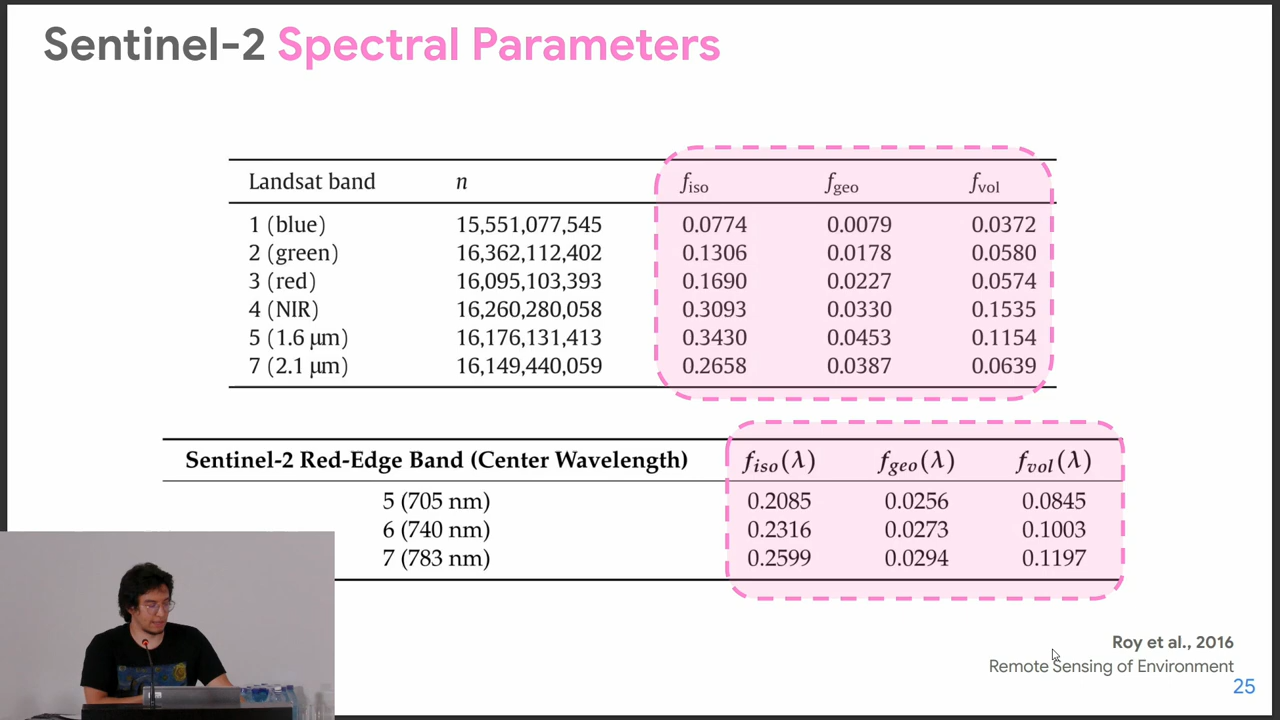 Sentinel-2 Spectral Parameters
Landsat band n fiso fgeo fvol
1 (blue) 15,551,077,545 0.0774 0.0079 0.0372
2 (green) 16,362,112,402 0.1306 0.0178 0.0580
3 (red) 16,095,103,393 0.1690 0.0227 0.0574
4 (NIR) 16,260,280,058 0.3093 0.0330 0.1535
5 (1.6 μm) 16,176,131,413 0.3430 0.0453 0.1154
7 (2.1 μm) 16,149,440,059 0.2658 0.0387 0.0639
Sentinel-2 Red-Edge Band (Center Wavelength) fiso(λ) fgeo(λ) fvol(λ)
5 (705 nm) 0.2085 0.0256 0.0845
6 (740 nm) 0.2316 0.0273 0.1003
7 (783 nm) 0.2599 0.0294 0.1197
Roy et al., 2016
Remote Sensing of Environment
25